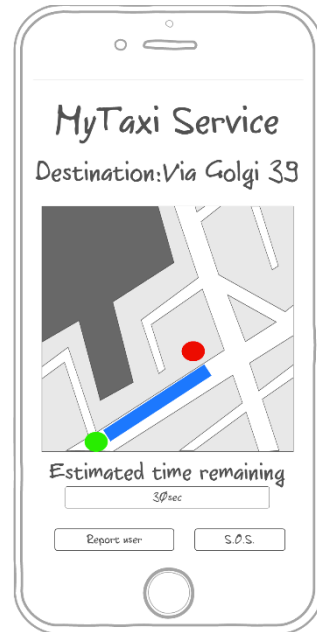 MyTaxi Service
Destination:Via Golgi 39
Estimated time remaining
30sec
Report user
S.O.S.